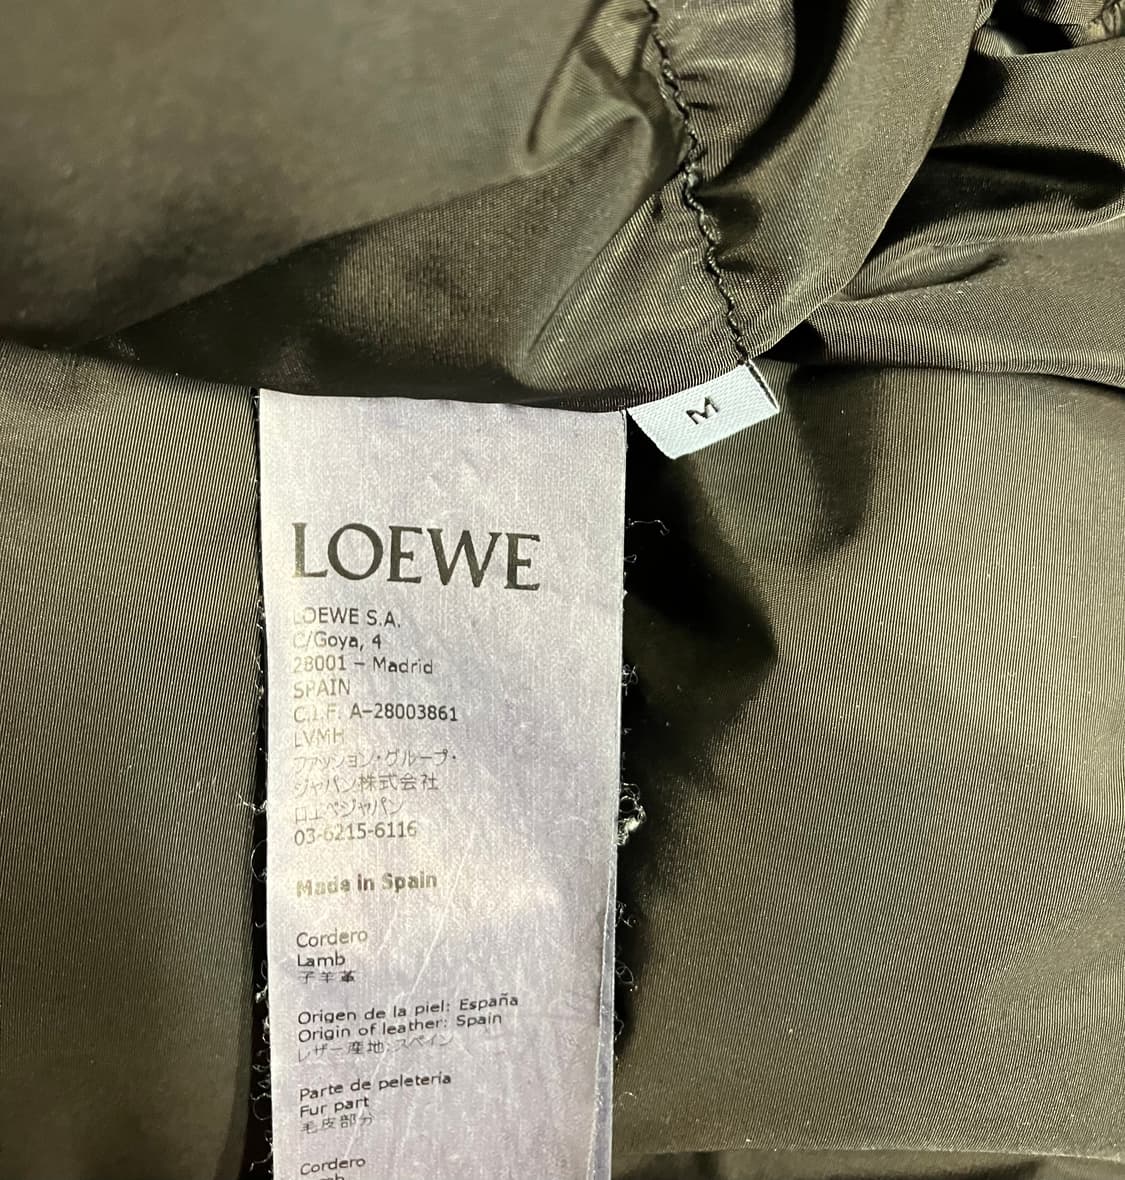 M
LOEWE
LOEWE S.A.
C/Goya, 4
28001 – Madrid
SPAIN
C.I.F. A–28003861
LVMH
ファッション・グループ・
ジャパン株式会社
ロエベジャパン
03-6215-6116
Made in Spain
Cordero
Lamb
子羊革
Origen de la piel: España
Origin of leather: Spain
レザー産地:スペイン
Parte de peletería
Fur part
毛皮部分
Cordero